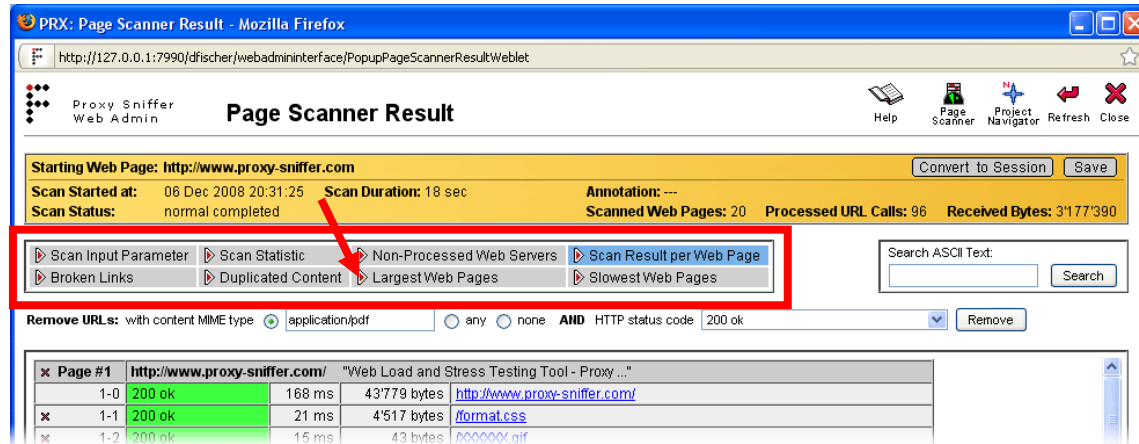 PRX: Page Scanner Result - Mozilla Firefox
http://127.0.0.1:7990/dfischer/webadmininterface/PopupPageScannerResultWeblet
Proxy Sniffer
Web Admin
Page Scanner Result
Help
Page Scanner
Project Navigator
Refresh
Close
Starting Web Page: http://www.proxy-sniffer.com
Convert to Session
Save
Scan Started at: 06 Dec 2008 20:31:25 Scan Duration: 18 sec Annotation: ---
Scan Status: normal completed Scanned Web Pages: 20 Processed URL Calls: 96 Received Bytes: 3'177'390
Scan Input Parameter Scan Statistic Non-Processed Web Servers Scan Result per Web Page
Broken Links Duplicated Content Largest Web Pages Slowest Web Pages
Search ASCII Text:
Search
Remove URLs: with content MIME type application/pdf any none AND HTTP status code 200 ok Remove
Page #1 http://www.proxy-sniffer.com/ "Web Load and Stress Testing Tool - Proxy ..."
1-0 200 ok 168 ms 43'779 bytes http://www.proxy-sniffer.com/
1-1 200 ok 21 ms 4'517 bytes /format.css
1-2 200 ok 15 ms 43 bytes